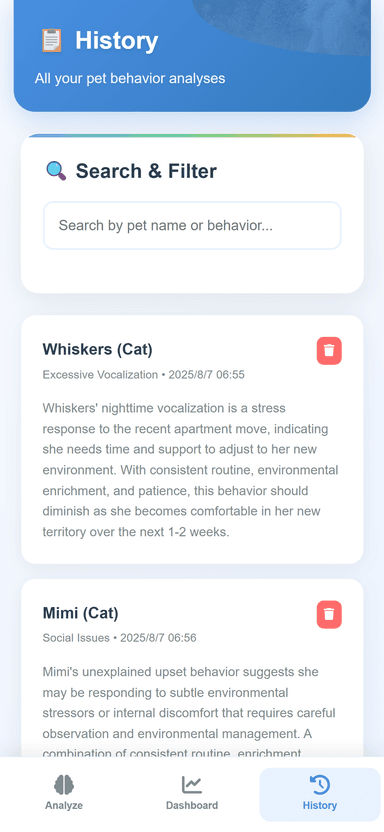 History
All your pet behavior analyses
Search & Filter
Search by pet name or behavior...
Whiskers (Cat)
Excessive Vocalization • 2025/8/7 06:55
Whiskers' nighttime vocalization is a stress
response to the recent apartment move, indicating
she needs time and support to adjust to her new
environment. With consistent routine, environmental
enrichment, and patience, this behavior should
diminish as she becomes comfortable in her new
territory over the next 1-2 weeks.
Mimi (Cat)
Social Issues • 2025/8/7 06:56
Mimi's unexplained upset behavior suggests she
may be responding to subtle environmental
stressors or internal discomfort that requires careful
observation and environmental management. A
combination of consistent routine, enrichment
Analyze
Dashboard
History